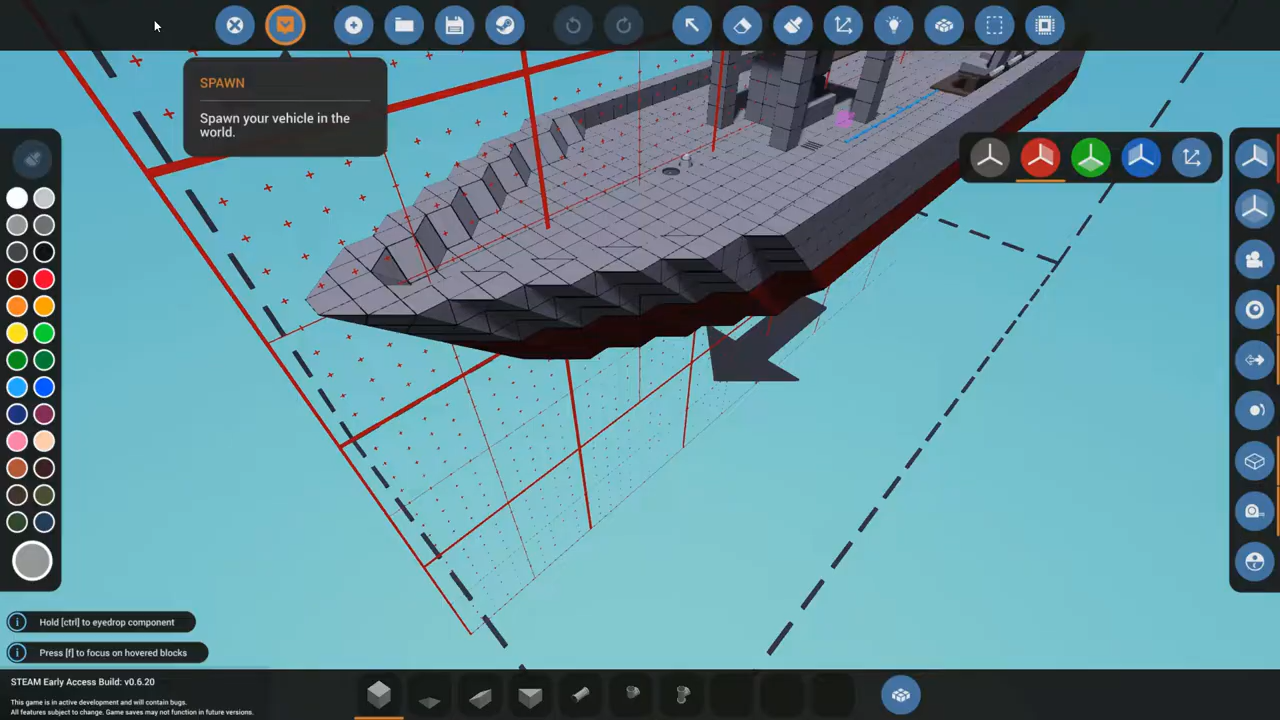 SPAWN
Spawn your vehicle in the
world.
Hold [ctrl] to eyedrop component
Press [f] to focus on hovered blocks
STEAM Early Access Build: v0.6.20
This game is in active development and will contain bugs.
All features subject to change. Game saves may not function in future versions.